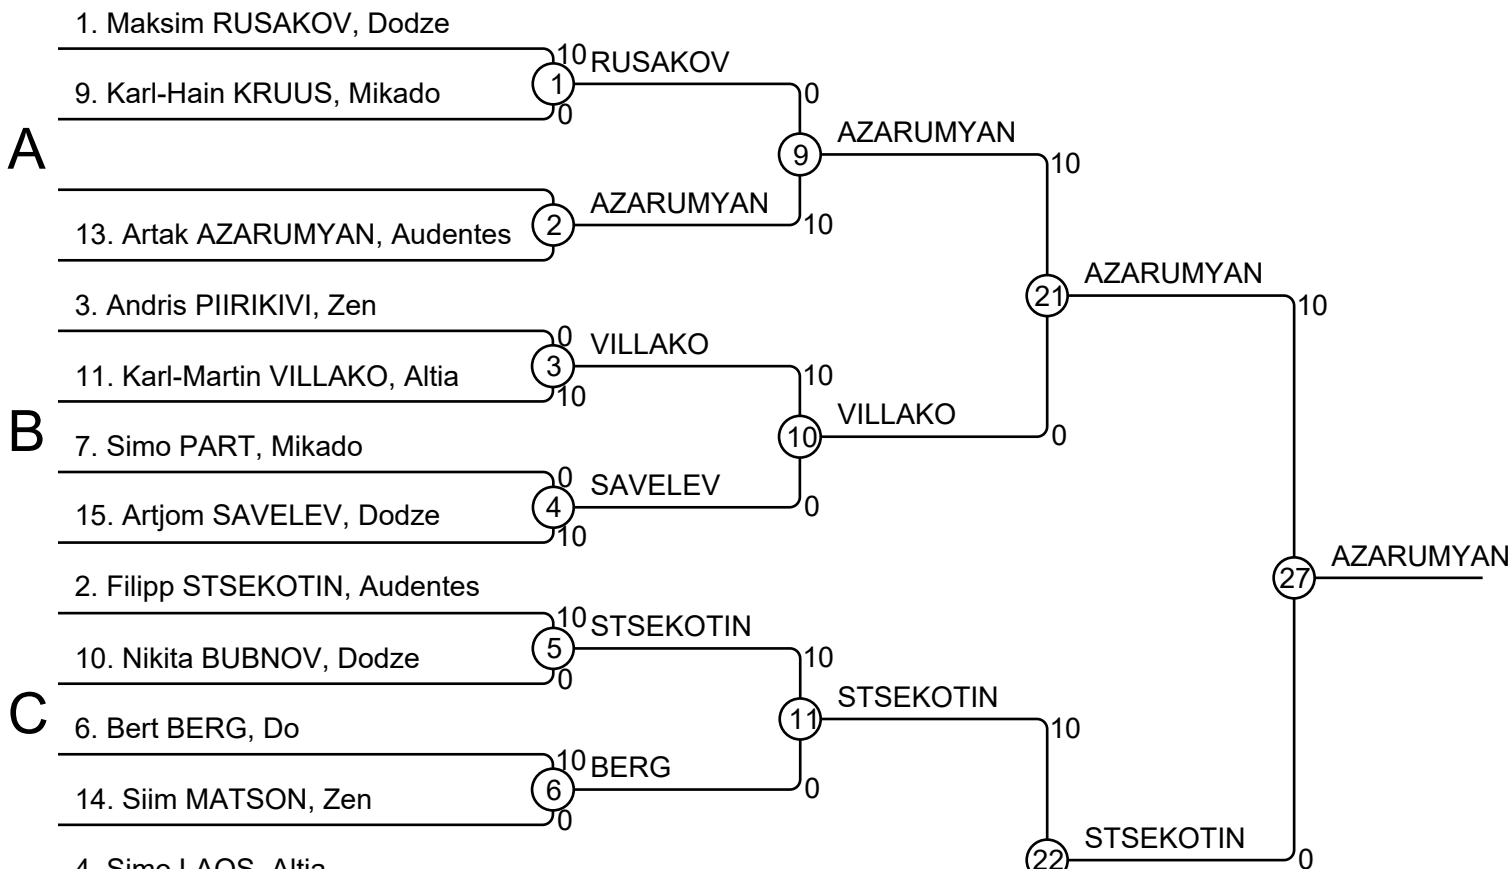 1. Maksim RUSAKOV, Dodze
10
RUSAKOV
1
9. Karl-Hain KRUUS, Mikado
0
0
A
AZARUMYAN
9
10
AZARUMYAN
2
13. Artak AZARUMYAN, Audentes
10
AZARUMYAN
21
10
3. Andris PIIRIKIVI, Zen
0
VILLAKO
3
11. Karl-Martin VILLAKO, Altia
10
10
B
VILLAKO
10
0
7. Simo PART, Mikado
0
SAVELEV
4
15. Artjom SAVELEV, Dodze
10
0
AZARUMYAN
27
2. Filipp STSEKOTIN, Audentes
10
STSEKOTIN
5
10. Nikita BUBNOV, Dodze
0
10
C
STSEKOTIN
11
10
6. Bert BERG, Do
10
BERG
6
14. Siim MATSON, Zen
0
0
STSEKOTIN
22
0
4. Simo LAOS, Altia